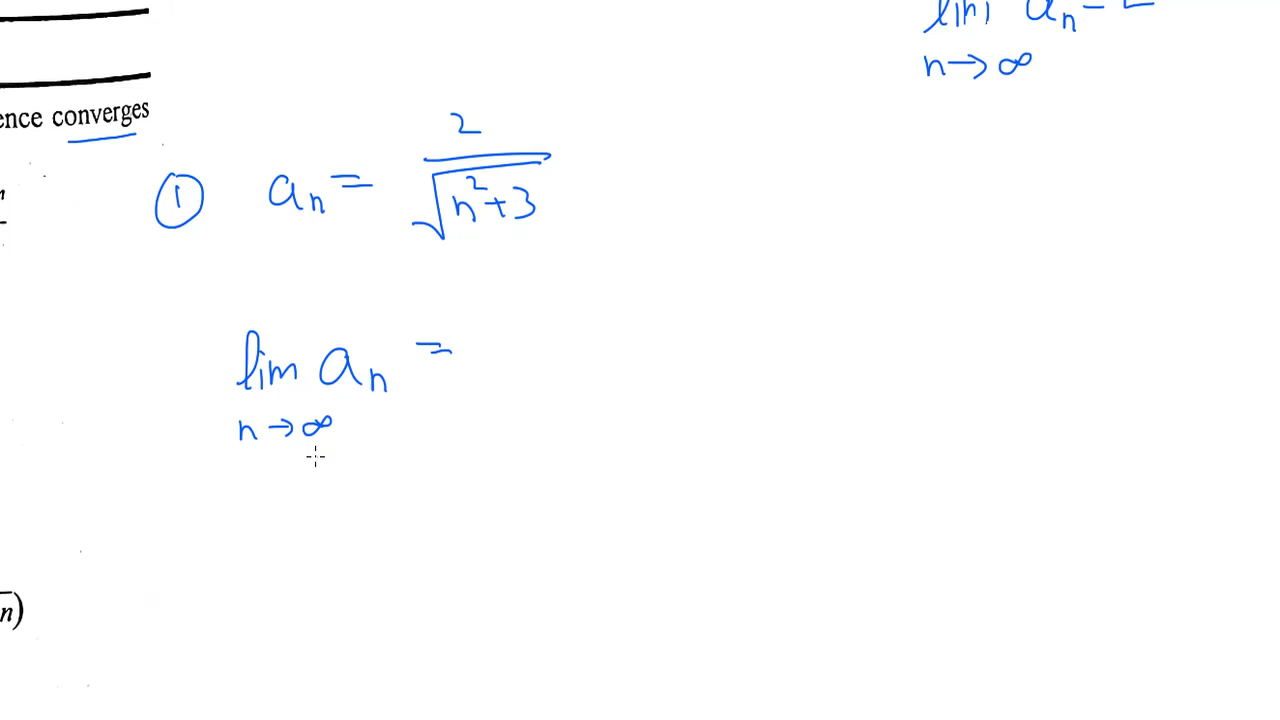 lim aₙ =
n → ∞
ence converges
① aₙ = 2/√(n²+3)
n
lim aₙ =
n → ∞
n)